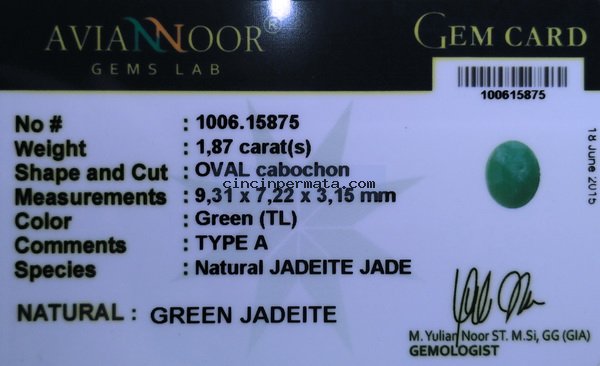 AVIANNOOR®
GEMS LAB
GEM CARD
100615875
No # : 1006.15875
Weight : 1,87 carat(s)
Shape and Cut : OVAL cabochon
cincinpermata.com
Measurements : 9,31 x 7,22 x 3,15 mm
Color : Green (TL)
Comments : TYPE A
Species : Natural JADEITE JADE
NATURAL : GREEN JADEITE
18 June 2015
M. Yulian Noor ST. M.Si, GG (GIA)
GEMOLOGIST